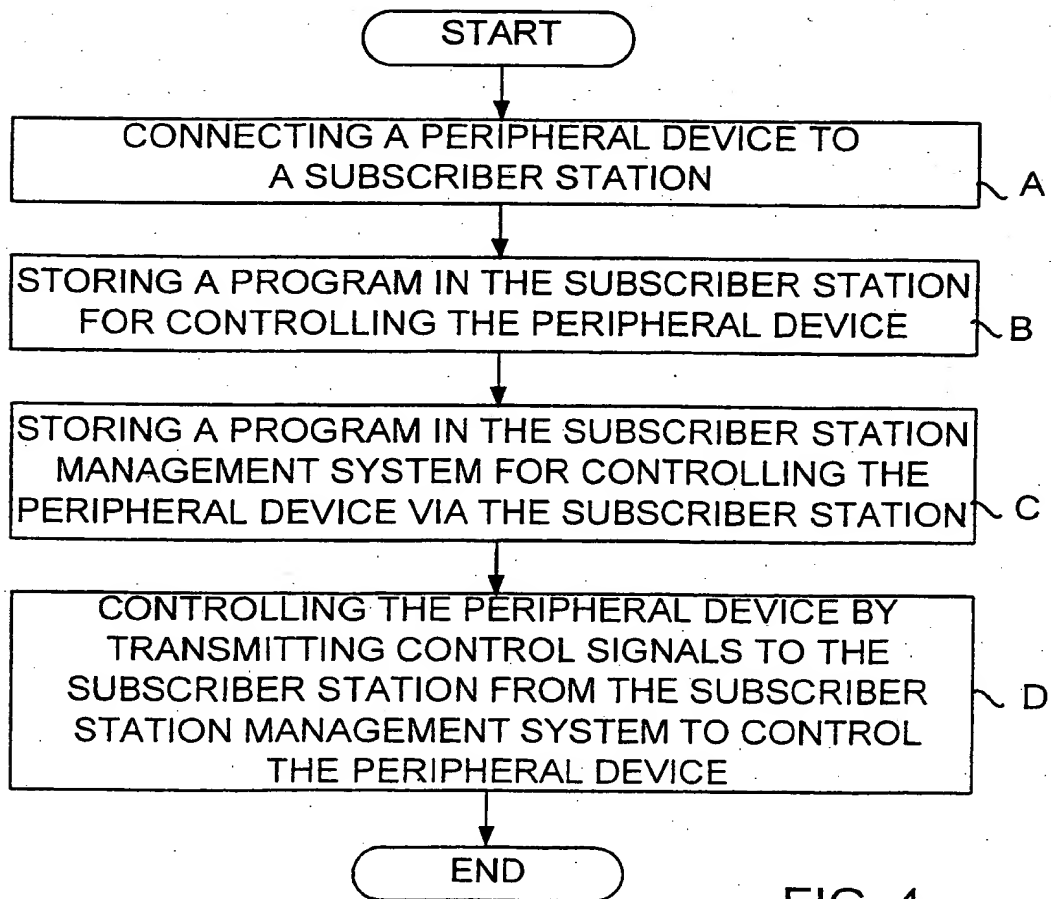 START
CONNECTING A PERIPHERAL DEVICE TO
A SUBSCRIBER STATION
A
STORING A PROGRAM IN THE SUBSCRIBER STATION
FOR CONTROLLING THE PERIPHERAL DEVICE
B
STORING A PROGRAM IN THE SUBSCRIBER STATION
MANAGEMENT SYSTEM FOR CONTROLLING THE
PERIPHERAL DEVICE VIA THE SUBSCRIBER STATION
C
CONTROLLING THE PERIPHERAL DEVICE BY
TRANSMITTING CONTROL SIGNALS TO THE
SUBSCRIBER STATION FROM THE SUBSCRIBER
STATION MANAGEMENT SYSTEM TO CONTROL
THE PERIPHERAL DEVICE
D
END
FIG. 4